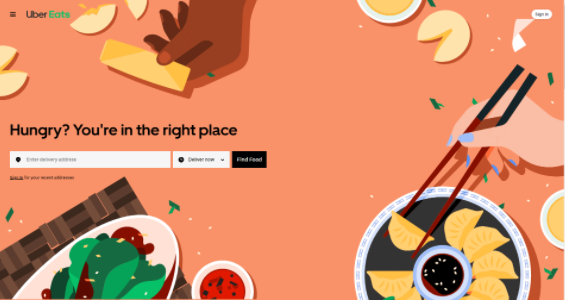 Uber Eats
Sign in
Hungry? You're in the right place
Enter delivery address
Deliver now
Find Food
Sign in for your recent addresses